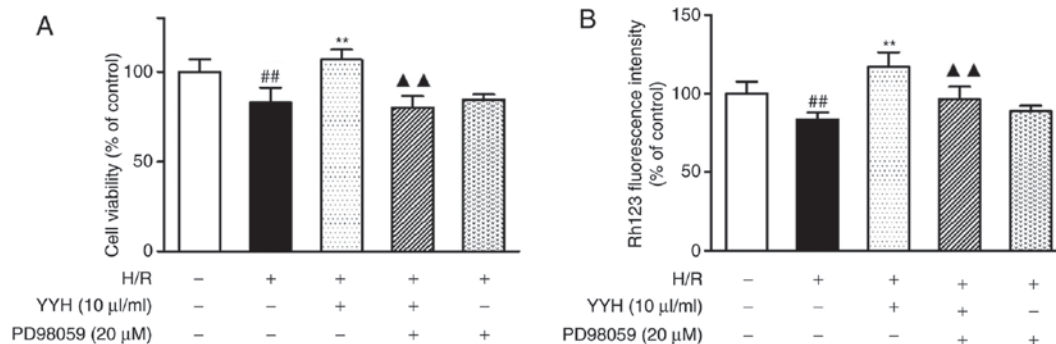 A
Cell viability (% of control)
100
50
0
##
**
▲▲
H/R - + + + +
YYH (10 µl/ml) - - + + -
PD98059 (20 µM) - - - + +
B
Rh123 fluorescence intensity
(% of control)
150
100
50
0
##
**
▲▲
H/R - + + + +
YYH (10 µl/ml) - - + + -
PD98059 (20 µM) - - - + +